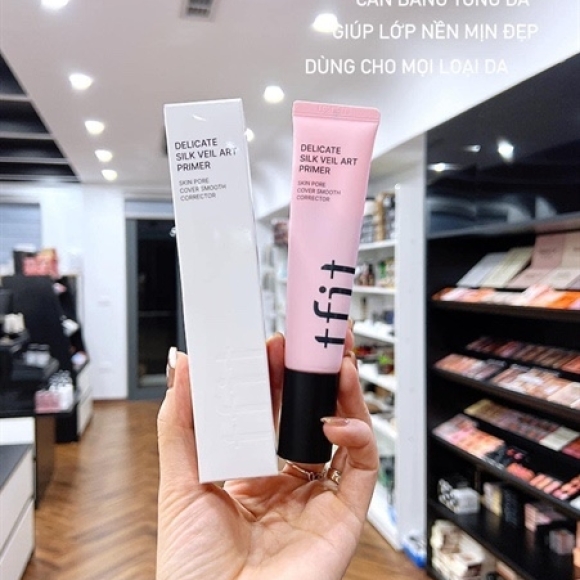 CÂN BẰNG TÔNG DA
GIÚP LỚP NỀN MỊN ĐẸP
DÙNG CHO MỌI LOẠI DA
DELICATE
SILK VEIL ART
PRIMER
SKIN PORE
COVER SMOOTH
CORRECTOR
DELICATE
SILK VEIL ART
PRIMER
SKIN PORE
COVER SMOOTH
CORRECTOR
tfit